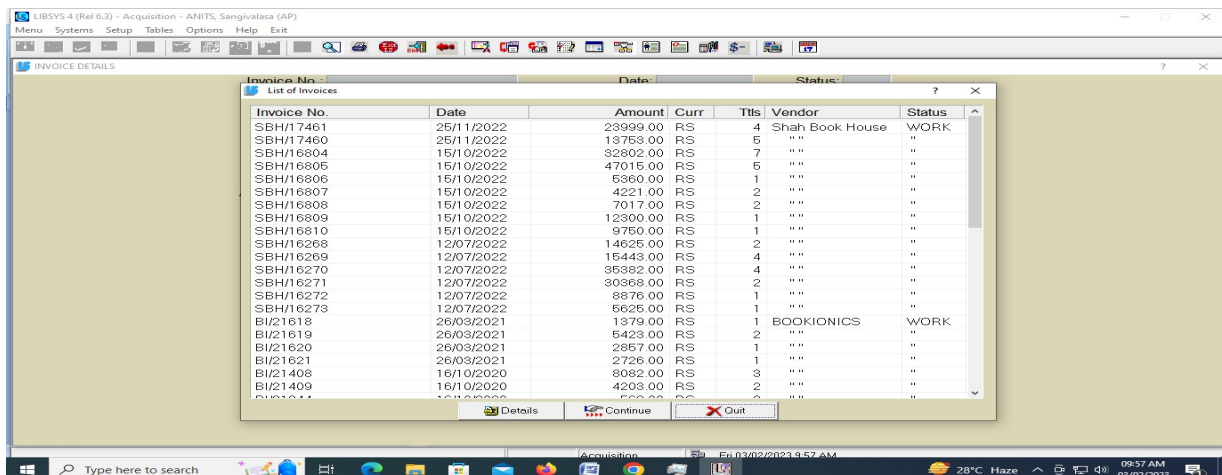 LIBSYS 4 (Rel 6.3) - Acquisition - ANITS, Sangivalasa (AP)
Menu Systems Setup Tables Options Help Exit
INVOICE DETAILS
Invoice No.: Date: Status:
List of Invoices
Invoice No. Date Amount Curr Ttls Vendor Status
SBH/17461 25/11/2022 23999.00 RS 4 Shah Book House WORK
SBH/17460 25/11/2022 13753.00 RS 5 " " "
SBH/16804 15/10/2022 32802.00 RS 7 " " "
SBH/16805 15/10/2022 47015.00 RS 5 " " "
SBH/16806 15/10/2022 5360.00 RS 1 " " "
SBH/16807 15/10/2022 4221.00 RS 2 " " "
SBH/16808 15/10/2022 7017.00 RS 2 " " "
SBH/16809 15/10/2022 12300.00 RS 1 " " "
SBH/16810 15/10/2022 9750.00 RS 1 " " "
SBH/16268 12/07/2022 14625.00 RS 2 " " "
SBH/16269 12/07/2022 15443.00 RS 4 " " "
SBH/16270 12/07/2022 35382.00 RS 4 " " "
SBH/16271 12/07/2022 30368.00 RS 2 " " "
SBH/16272 12/07/2022 8876.00 RS 1 " " "
SBH/16273 12/07/2022 5625.00 RS 1 " " "
BI/21618 26/03/2021 1379.00 RS 1 BOOKIONICS WORK
BI/21619 26/03/2021 5423.00 RS 2 " " "
BI/21620 26/03/2021 2857.00 RS 1 " " "
BI/21621 26/03/2021 2726.00 RS 1 " " "
BI/21408 16/10/2020 8082.00 RS 3 " " "
BI/21409 16/10/2020 4203.00 RS 2 " " "
Details Continue Quit
Acquisition Fri 03/02/2023 9:57 AM
Type here to search 28°C Haze 09:57 AM
03/02/2023